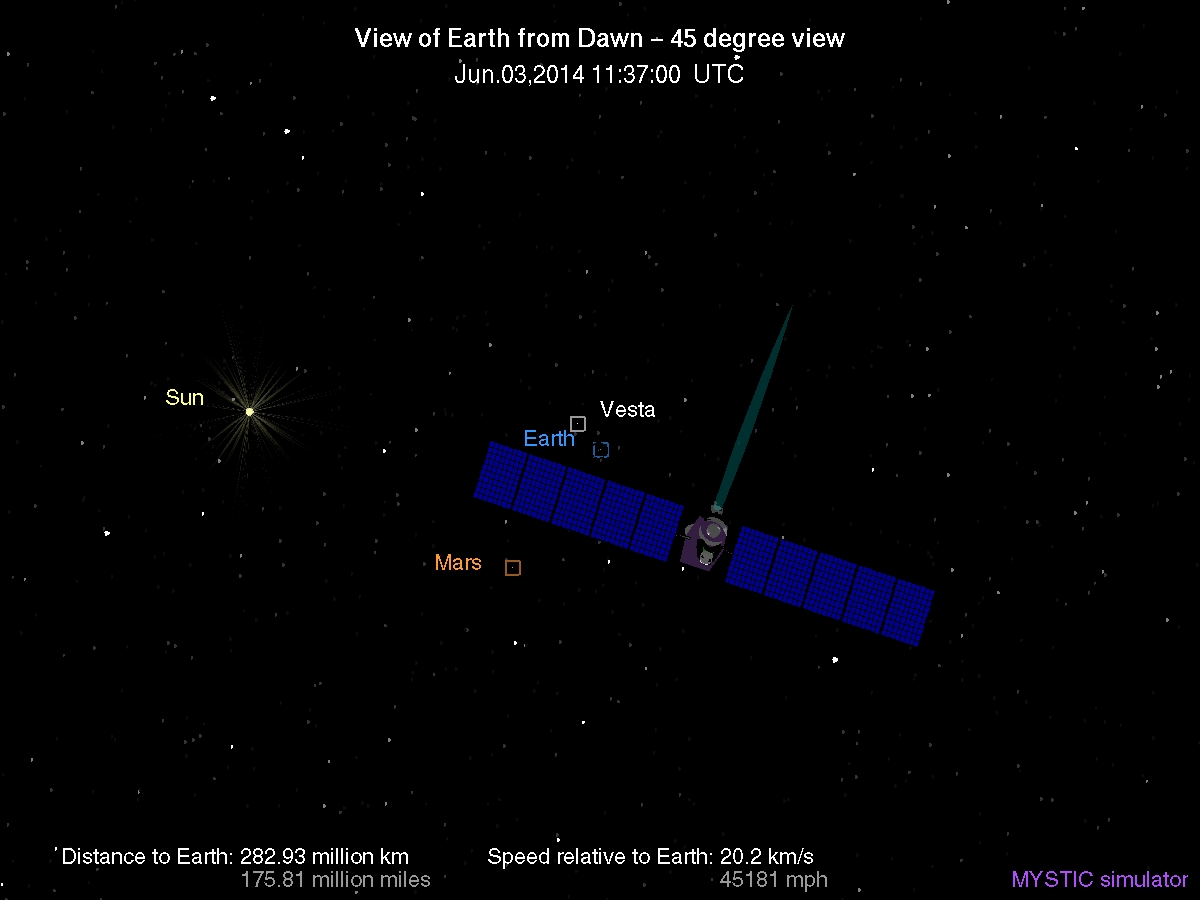 View of Earth from Dawn – 45 degree view
Jun.03,2014 11:37:00 UTC
Sun
Vesta
Earth
Mars
Distance to Earth: 282.93 million km
175.81 million miles
Speed relative to Earth: 20.2 km/s
45181 mph
MYSTIC simulator